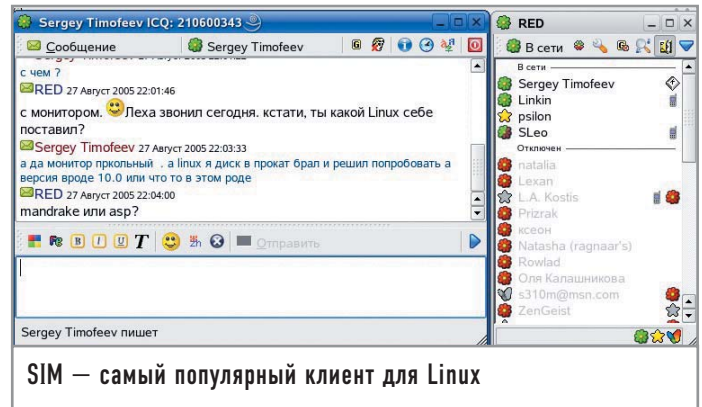 Sergey Timofeev ICQ: 210600343
Сообщение
Sergey Timofeev
с чем ?
RED 27 Август 2005 22:01:46
с монитором. Леха звонил сегодня. кстати, ты какой Linux себе
поставил?
Sergey Timofeev 27 Август 2005 22:03:33
а да монитор пркольный . а linux я диск в прокат брал и решил попробовать а
версия вроде 10.0 или что то в этом роде
RED 27 Август 2005 22:04:00
mandrake или asp?
Отправить
Sergey Timofeev пишет
RED
В сети
В сети
Sergey Timofeev
Linkin
psilon
SLeo
Отключен
natalia
Lexan
L.A. Kostis
Prizrak
ксеон
Natasha (ragnaar's)
Rowlad
Оля Калашникова
s310m@msn.com
ZenGeist
SIM — самый популярный клиент для Linux